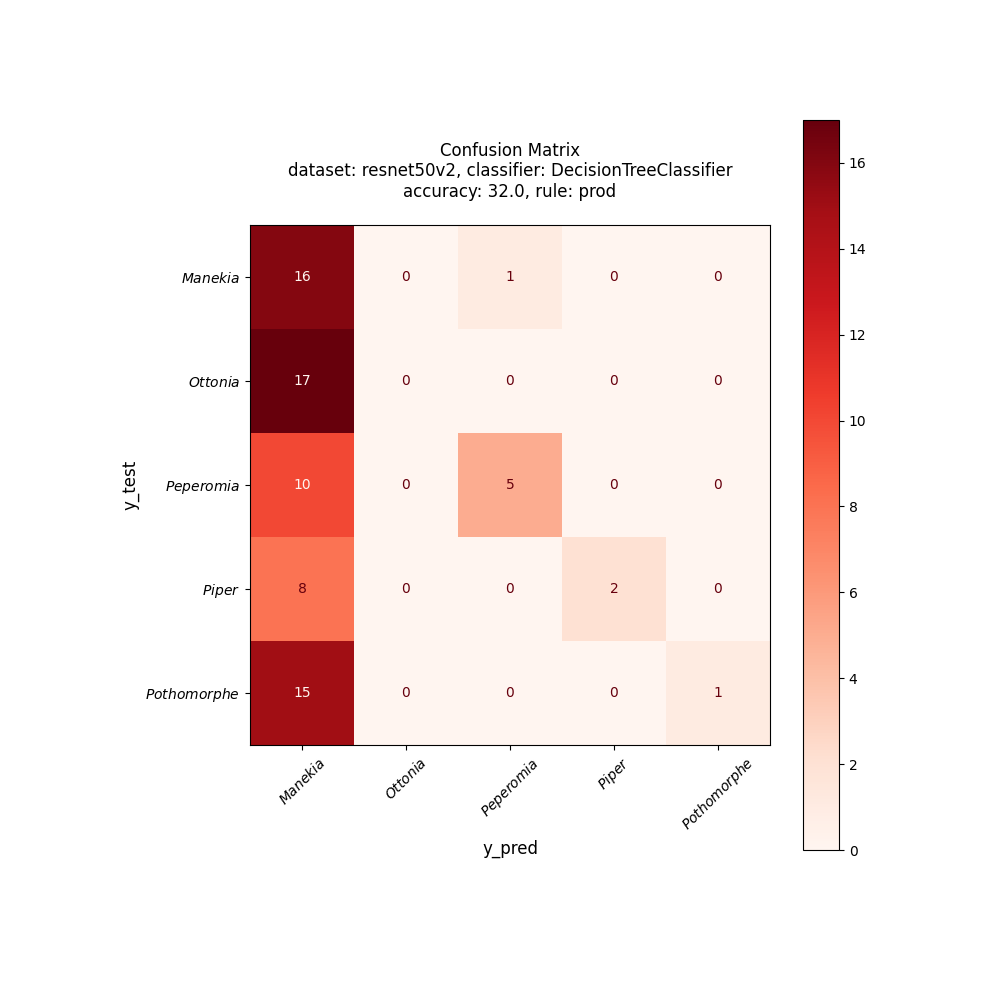 Confusion Matrix
dataset: resnet50v2, classifier: DecisionTreeClassifier
accuracy: 32.0, rule: prod
Manekia 16 0 1 0 0
Ottonia 17 0 0 0 0
Peperomia 10 0 5 0 0
Piper 8 0 0 2 0
Pothomorphe 15 0 0 0 1
y_test
Manekia Ottonia Peperomia Piper Pothomorphe
y_pred
16
14
12
10
8
6
4
2
0